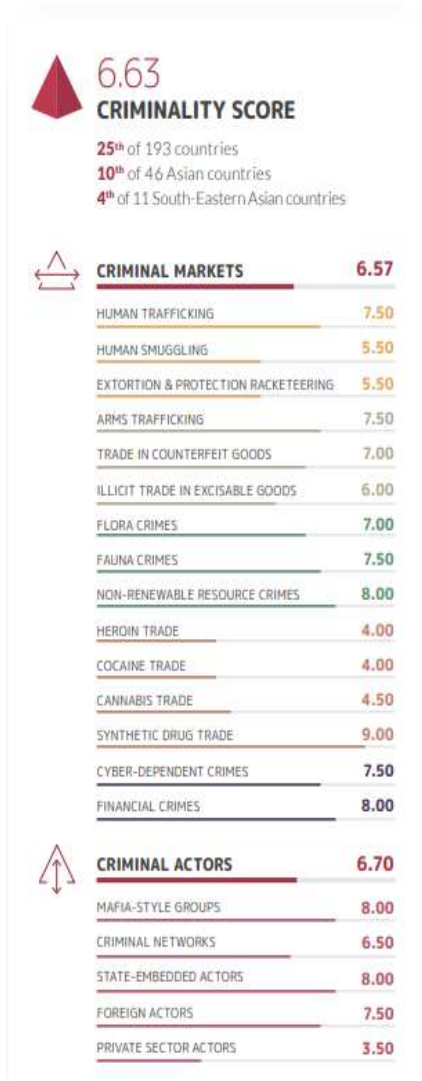 6.63
CRIMINALITY SCORE
25th of 193 countries
10th of 46 Asian countries
4th of 11 South-Eastern Asian countries
CRIMINAL MARKETS 6.57
HUMAN TRAFFICKING 7.50
HUMAN SMUGGLING 5.50
EXTORTION & PROTECTION RACKETEERING 5.50
ARMS TRAFFICKING 7.50
TRADE IN COUNTERFEIT GOODS 7.00
ILLICIT TRADE IN EXCISABLE GOODS 6.00
FLORA CRIMES 7.00
FAUNA CRIMES 7.50
NON-RENEWABLE RESOURCE CRIMES 8.00
HEROIN TRADE 4.00
COCAINE TRADE 4.00
CANNABIS TRADE 4.50
SYNTHETIC DRUG TRADE 9.00
CYBER-DEPENDENT CRIMES 7.50
FINANCIAL CRIMES 8.00
CRIMINAL ACTORS 6.70
MAFIA-STYLE GROUPS 8.00
CRIMINAL NETWORKS 6.50
STATE-EMBEDDED ACTORS 8.00
FOREIGN ACTORS 7.50
PRIVATE SECTOR ACTORS 3.50